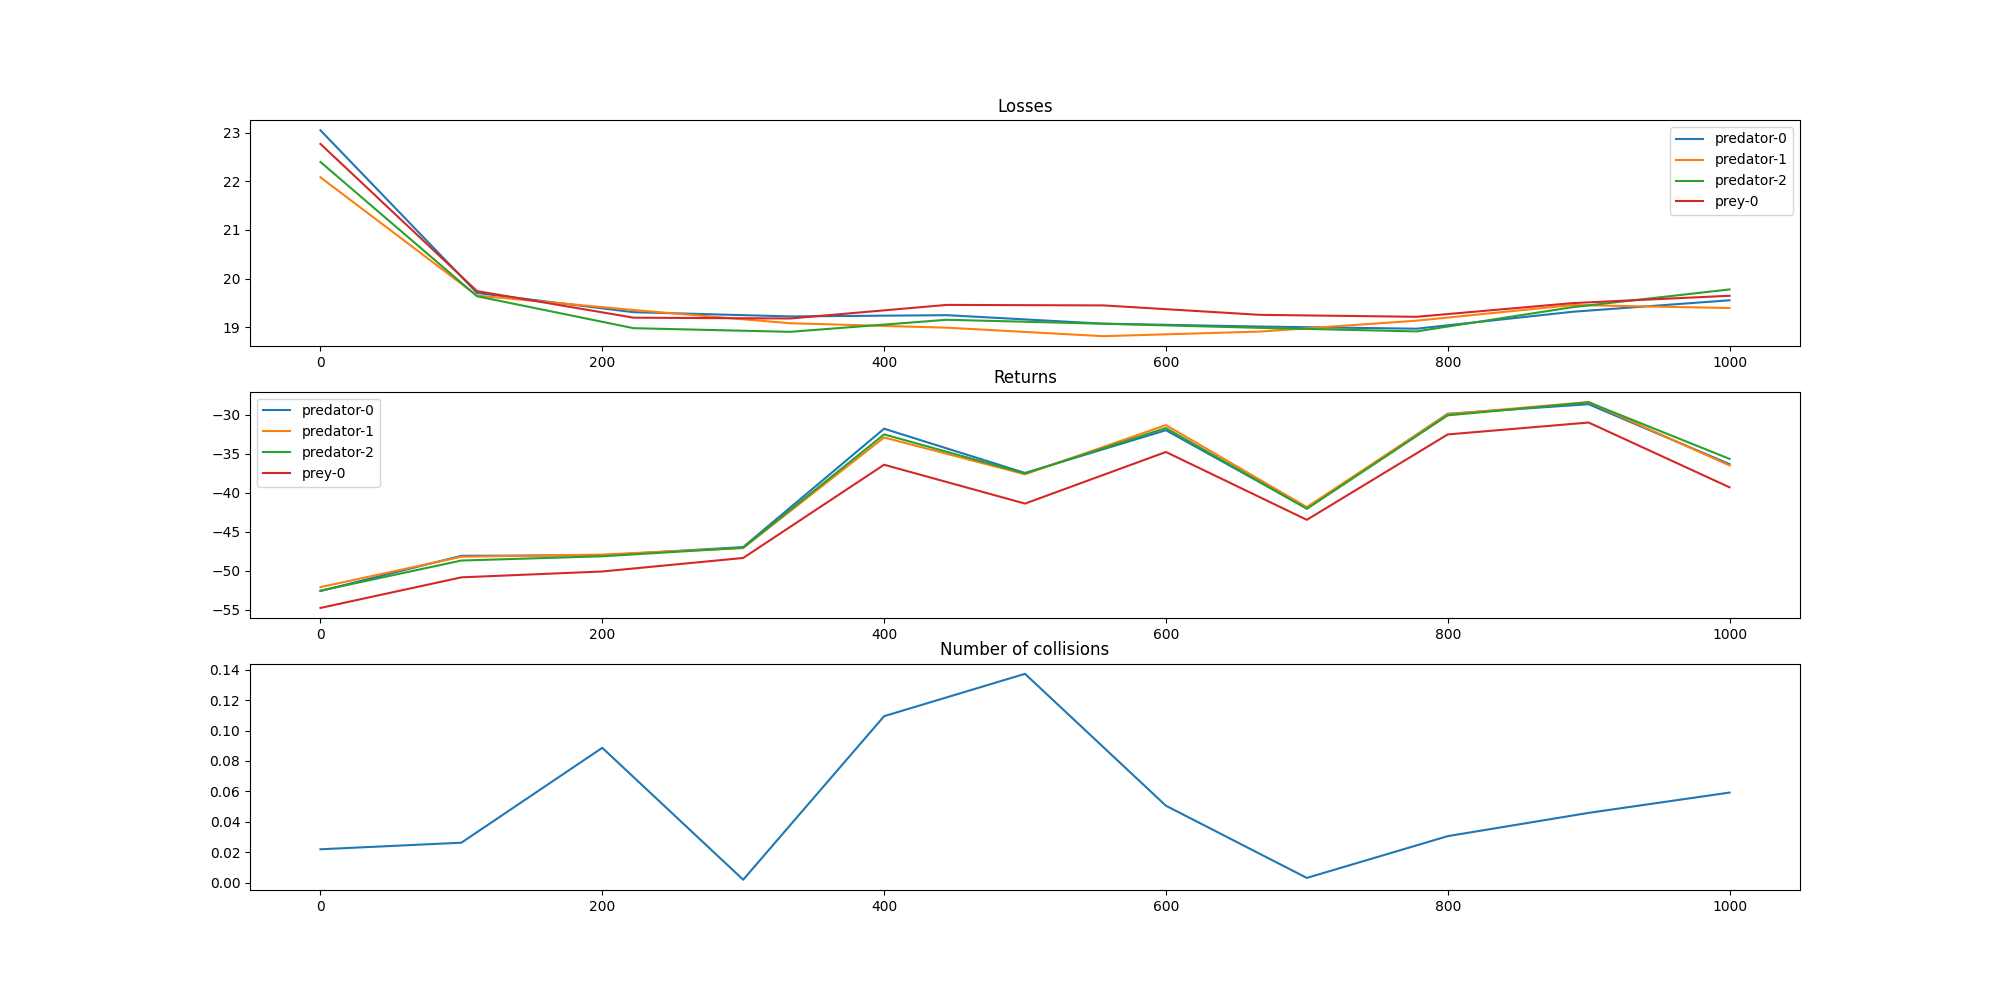 Losses
23
22
21
20
19
predator-0
predator-1
predator-2
prey-0
0 200 400 600 800 1000
Returns
−30
−35
−40
−45
−50
−55
predator-0
predator-1
predator-2
prey-0
0 200 400 600 800 1000
Number of collisions
0.14
0.12
0.10
0.08
0.06
0.04
0.02
0.00
0 200 400 600 800 1000